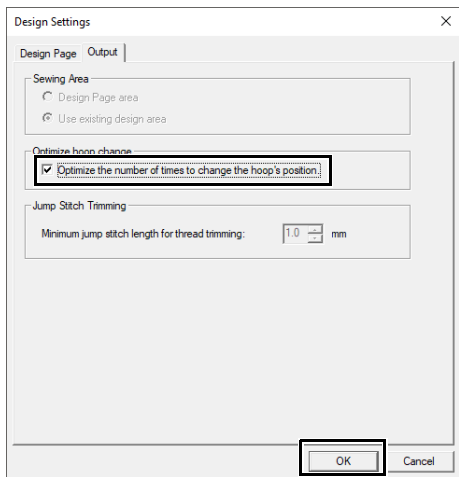 Design Settings
Design Page Output
Sewing Area
Design Page area
Use existing design area
Optimize hoop change
Optimize the number of times to change the hoop's position.
Jump Stitch Trimming
Minimum jump stitch length for thread trimming: 1.0 mm
OK Cancel